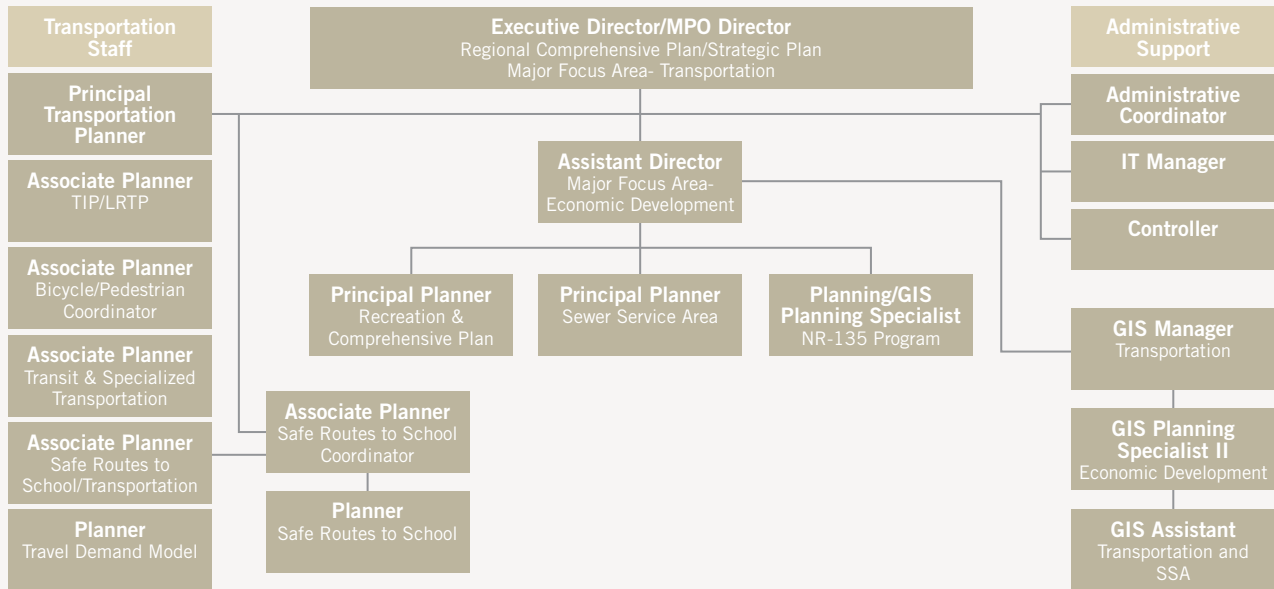 Transportation
Staff
Principal
Transportation
Planner
Associate Planner
TIP/LRTP
Associate Planner
Bicycle/Pedestrian
Coordinator
Associate Planner
Transit & Specialized
Transportation
Associate Planner
Safe Routes to
School/Transportation
Planner
Travel Demand Model
Executive Director/MPO Director
Regional Comprehensive Plan/Strategic Plan
Major Focus Area- Transportation
Assistant Director
Major Focus Area-
Economic Development
Principal Planner
Recreation &
Comprehensive Plan
Principal Planner
Sewer Service Area
Planning/GIS
Planning Specialist
NR-135 Program
Associate Planner
Safe Routes to School
Coordinator
Planner
Safe Routes to School
Administrative
Support
Administrative
Coordinator
IT Manager
Controller
GIS Manager
Transportation
GIS Planning
Specialist II
Economic Development
GIS Assistant
Transportation and
SSA